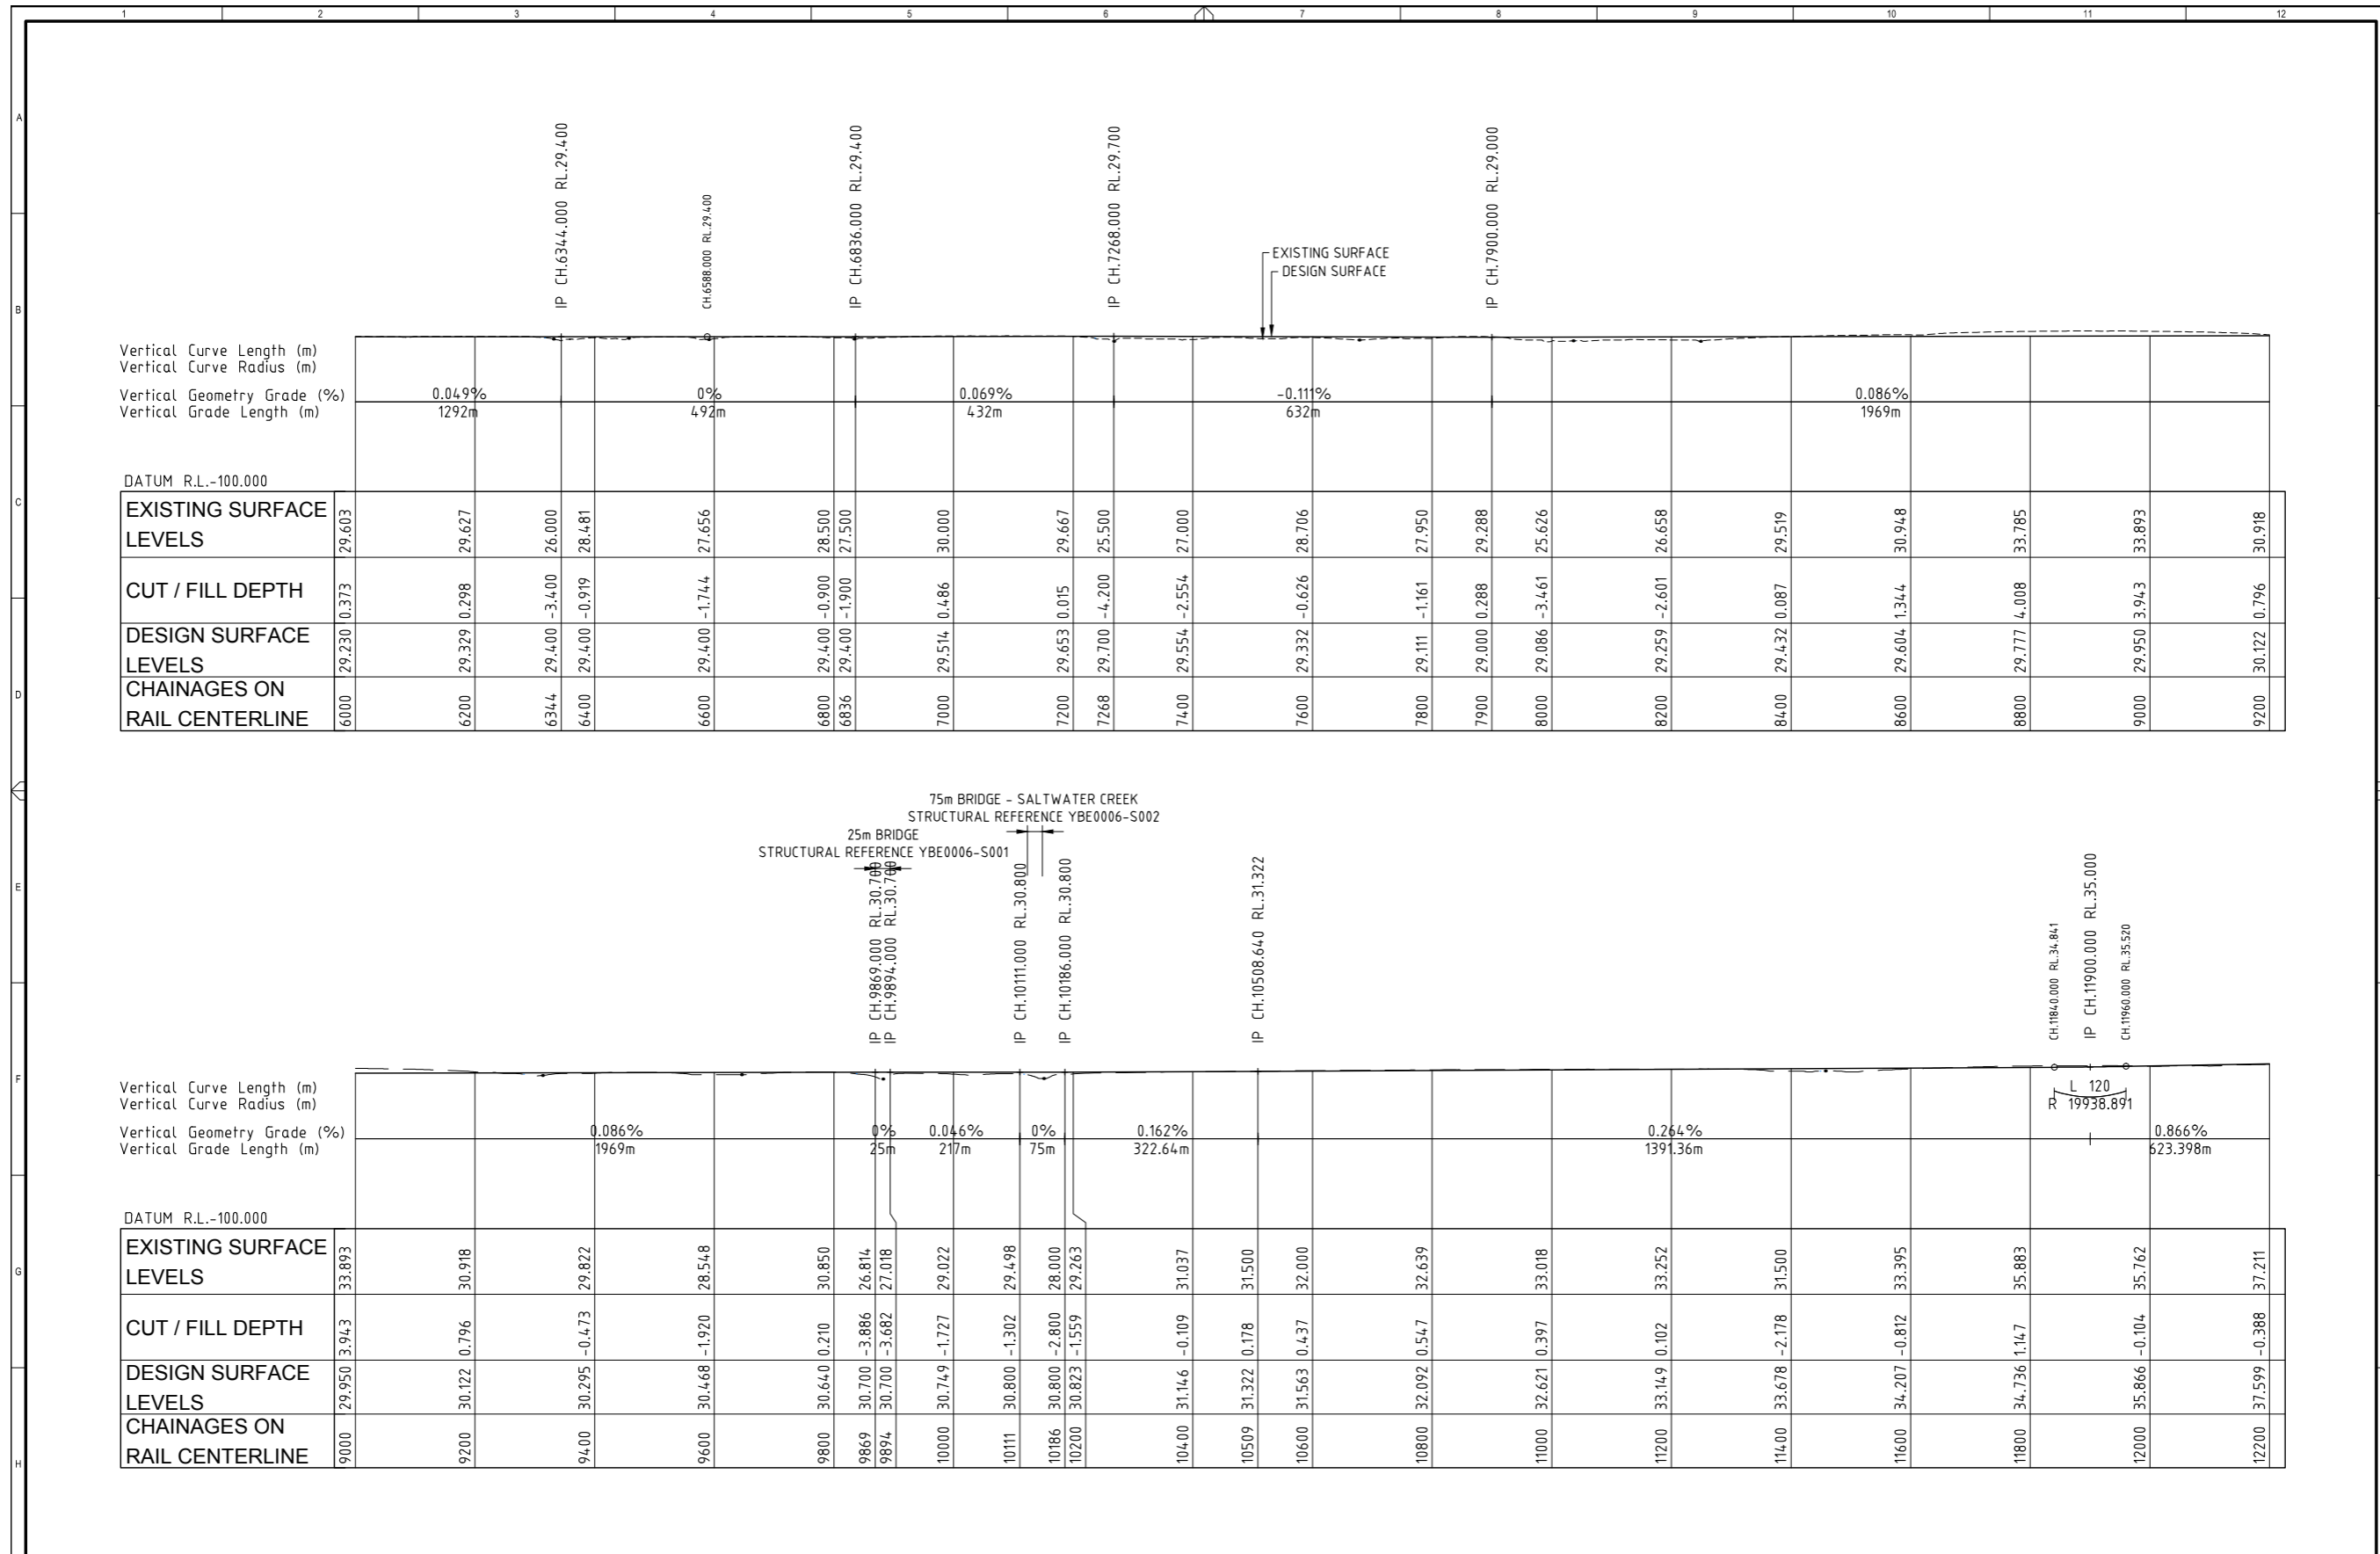 1 2 3 4 5 6 7 8 9 10 11 12
A
B
C
D
E
F
G
H
IP CH.6344.000 RL.29.400
CH.6588.000 RL.29.400
IP CH.6836.000 RL.29.400
IP CH.7268.000 RL.29.700
EXISTING SURFACE
DESIGN SURFACE
IP CH.7900.000 RL.29.000
Vertical Curve Length (m)
Vertical Curve Radius (m)
Vertical Geometry Grade (%) 0.049% 0% 0.069% -0.111% 0.086%
Vertical Grade Length (m) 1292m 492m 432m 632m 1969m
DATUM R.L.-100.000
EXISTING SURFACE
LEVELS
29.603 29.627 26.000 28.481 27.656 28.500 27.500 30.000 29.667 25.500 27.000 28.706 27.950 29.288 25.626 26.658 29.519 30.948 33.785 33.893 30.918
CUT / FILL DEPTH
0.373 0.298 -3.400 -0.919 -1.744 -0.900 -1.900 0.486 0.015 -4.200 -2.554 -0.626 -1.161 0.288 -3.461 -2.601 0.087 1.344 4.008 3.943 0.796
DESIGN SURFACE
LEVELS
29.230 29.329 29.400 29.400 29.400 29.400 29.400 29.514 29.653 29.700 29.554 29.332 29.111 29.000 29.086 29.259 29.432 29.604 29.777 29.950 30.122
CHAINAGES ON
RAIL CENTERLINE
6000 6200 6344 6400 6600 6800 6836 7000 7200 7268 7400 7600 7800 7900 8000 8200 8400 8600 8800 9000 9200
75m BRIDGE - SALTWATER CREEK
STRUCTURAL REFERENCE YBE0006-S002
25m BRIDGE
STRUCTURAL REFERENCE YBE0006-S001
IP CH.9869.000 RL.30.700
IP CH.9894.000 RL.30.700
IP CH.10111.000 RL.30.800
IP CH.10186.000 RL.30.800
IP CH.10508.640 RL.31.322
CH.11840.000 RL.34.841
IP CH.11900.000 RL.35.000
CH.11960.000 RL.35.520
Vertical Curve Length (m) L 120
Vertical Curve Radius (m) R 19938.891
Vertical Geometry Grade (%) 0.086% 0% 0.046% 0% 0.162% 0.264% 0.866%
Vertical Grade Length (m) 1969m 25m 217m 75m 322.64m 1391.36m 623.398m
DATUM R.L.-100.000
EXISTING SURFACE
LEVELS
33.893 30.918 29.822 28.548 30.850 26.814 27.018 29.022 29.498 28.000 29.263 31.037 31.500 32.000 32.639 33.018 33.252 31.500 33.395 35.883 35.762 37.211
CUT / FILL DEPTH
3.943 0.796 -0.473 -1.920 0.210 -3.886 -3.682 -1.727 -1.302 -2.800 -1.559 -0.109 0.178 0.437 0.547 0.397 0.102 -2.178 -0.812 1.147 -0.104 -0.388
DESIGN SURFACE
LEVELS
29.950 30.122 30.295 30.468 30.640 30.700 30.700 30.749 30.800 30.800 30.823 31.146 31.322 31.563 32.092 32.621 33.149 33.678 34.207 34.736 35.866 37.599
CHAINAGES ON
RAIL CENTERLINE
9000 9200 9400 9600 9800 9869 9894 10000 10111 10186 10200 10400 10509 10600 10800 11000 11200 11400 11600 11800 12000 12200